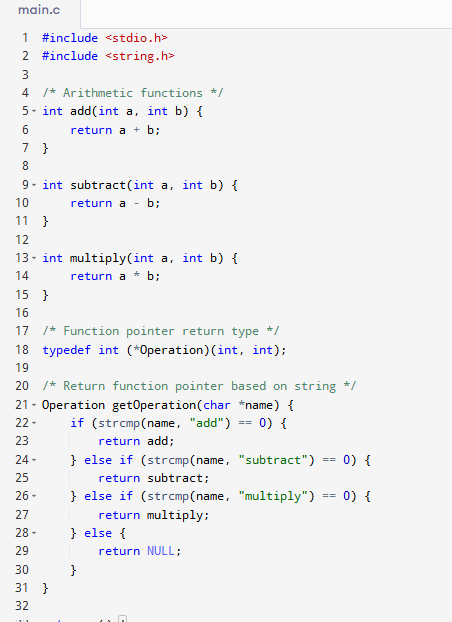 main.c
1 #include <stdio.h>
2 #include <string.h>
3
4 /* Arithmetic functions */
5 int add(int a, int b) {
6     return a + b;
7 }
8
9 int subtract(int a, int b) {
10     return a - b;
11 }
12
13 int multiply(int a, int b) {
14     return a * b;
15 }
16
17 /* Function pointer return type */
18 typedef int (*Operation)(int, int);
19
20 /* Return function pointer based on string */
21 Operation getOperation(char *name) {
22     if (strcmp(name, "add") == 0) {
23         return add;
24     } else if (strcmp(name, "subtract") == 0) {
25         return subtract;
26     } else if (strcmp(name, "multiply") == 0) {
27         return multiply;
28     } else {
29         return NULL;
30     }
31 }
32